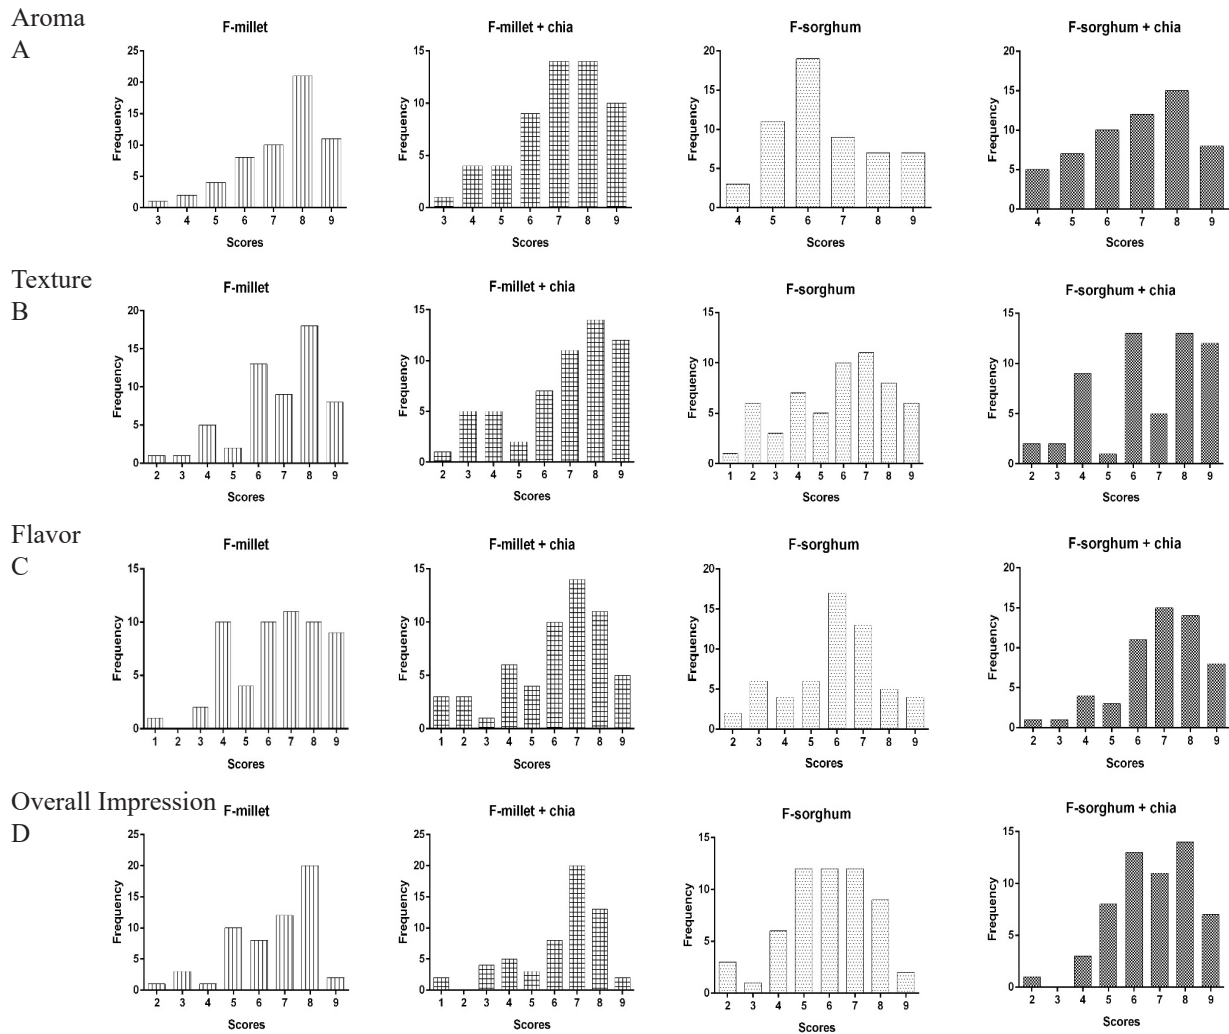 Aroma
A
F-millet
25
20
15
10
5
0
Frequency
3 4 5 6 7 8 9
Scores
F-millet + chia
15
10
5
0
Frequency
3 4 5 6 7 8 9
Scores
F-sorghum
20
15
10
5
0
Frequency
4 5 6 7 8 9
Scores
F-sorghum + chia
20
15
10
5
0
Frequency
4 5 6 7 8 9
Scores
Texture
B
F-millet
20
15
10
5
0
Frequency
2 3 4 5 6 7 8 9
Scores
F-millet + chia
15
10
5
0
Frequency
2 3 4 5 6 7 8 9
Scores
F-sorghum
15
10
5
0
Frequency
1 2 3 4 5 6 7 8 9
Scores
F-sorghum + chia
15
10
5
0
Frequency
2 3 4 5 6 7 8 9
Scores
Flavor
C
F-millet
15
10
5
0
Frequency
1 2 3 4 5 6 7 8 9
Scores
F-millet + chia
15
10
5
0
Frequency
1 2 3 4 5 6 7 8 9
Scores
F-sorghum
20
15
10
5
0
Frequency
2 3 4 5 6 7 8 9
Scores
F-sorghum + chia
20
15
10
5
0
Frequency
2 3 4 5 6 7 8 9
Scores
Overall Impression
D
F-millet
25
20
15
10
5
0
Frequency
2 3 4 5 6 7 8 9
Scores
F-millet + chia
25
20
15
10
5
0
Frequency
1 2 3 4 5 6 7 8 9
Scores
F-sorghum
15
10
5
0
Frequency
2 3 4 5 6 7 8 9
Scores
F-sorghum + chia
15
10
5
0
Frequency
2 3 4 5 6 7 8 9
Scores